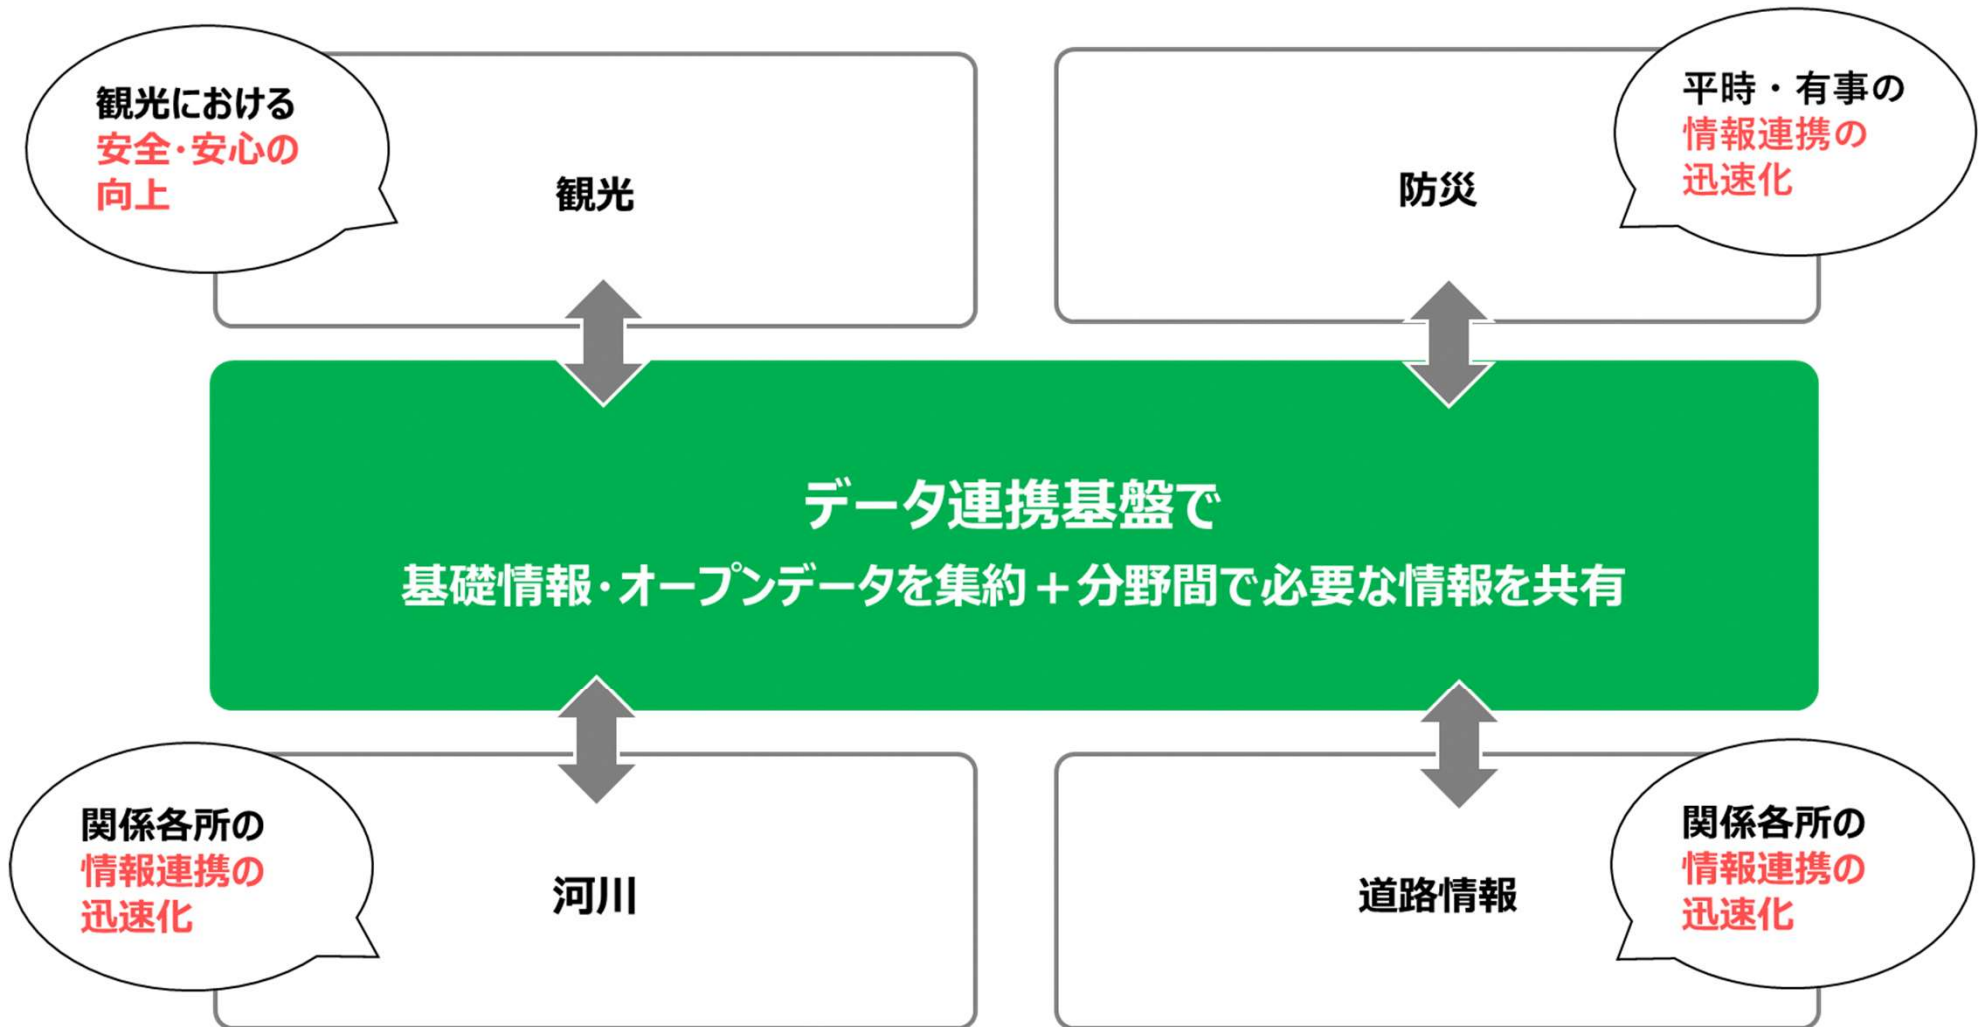 観光における
安全・安心の
向上
観光
平時・有事の
情報連携の
迅速化
防災
データ連携基盤で
基礎情報・オープンデータを集約+分野間で必要な情報を共有
関係各所の
情報連携の
迅速化
河川
関係各所の
情報連携の
迅速化
道路情報